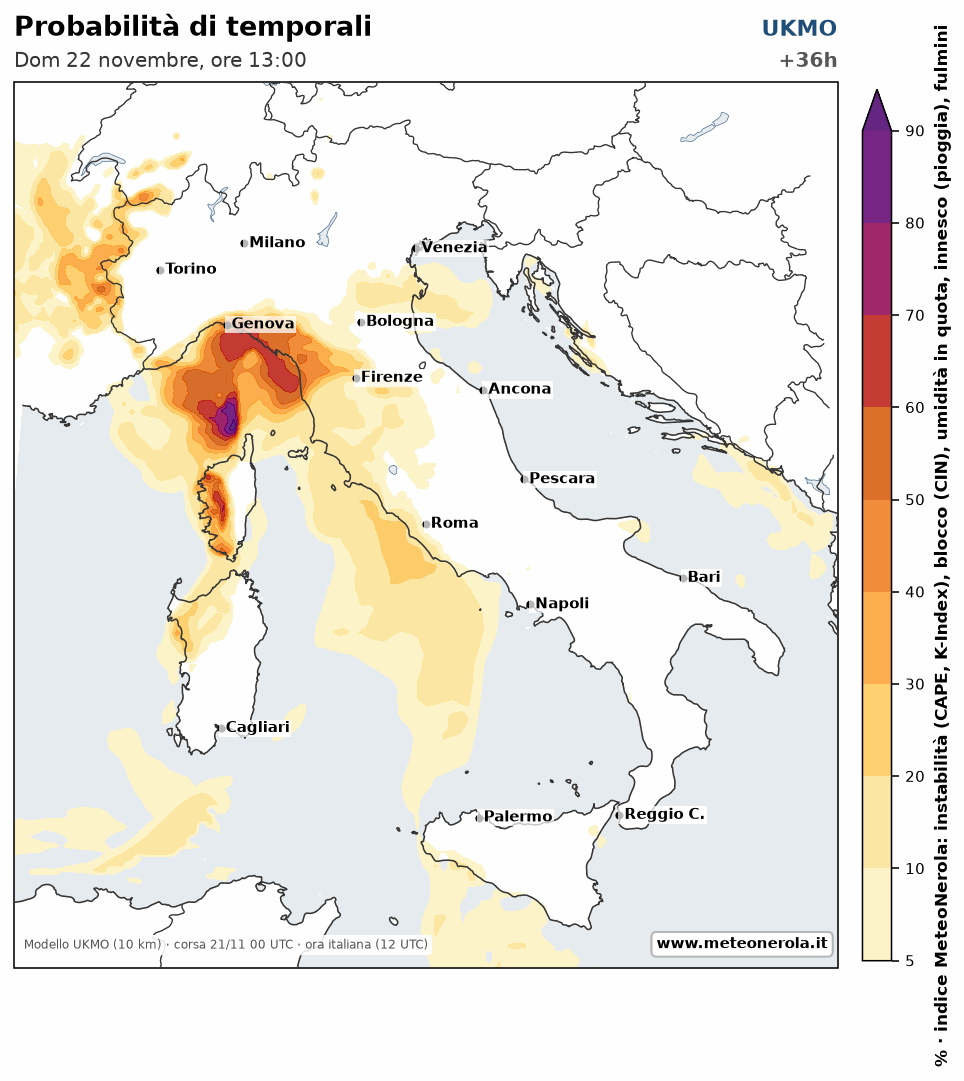 Probabilità di temporali
UKMO
Dom 22 novembre, ore 13:00
+36h
Milano
Venezia
Torino
Genova
Bologna
Firenze
Ancona
Pescara
Roma
Bari
Napoli
Cagliari
Palermo
Reggio C.
Modello UKMO (10 km) · corsa 21/11 00 UTC · ora italiana (12 UTC)
www.meteonerola.it
90
80
70
60
50
40
30
20
10
5
% · indice MeteoNerola: instabilità (CAPE, K-Index), blocco (CIN), umidità in quota, innesco (pioggia), fulmini